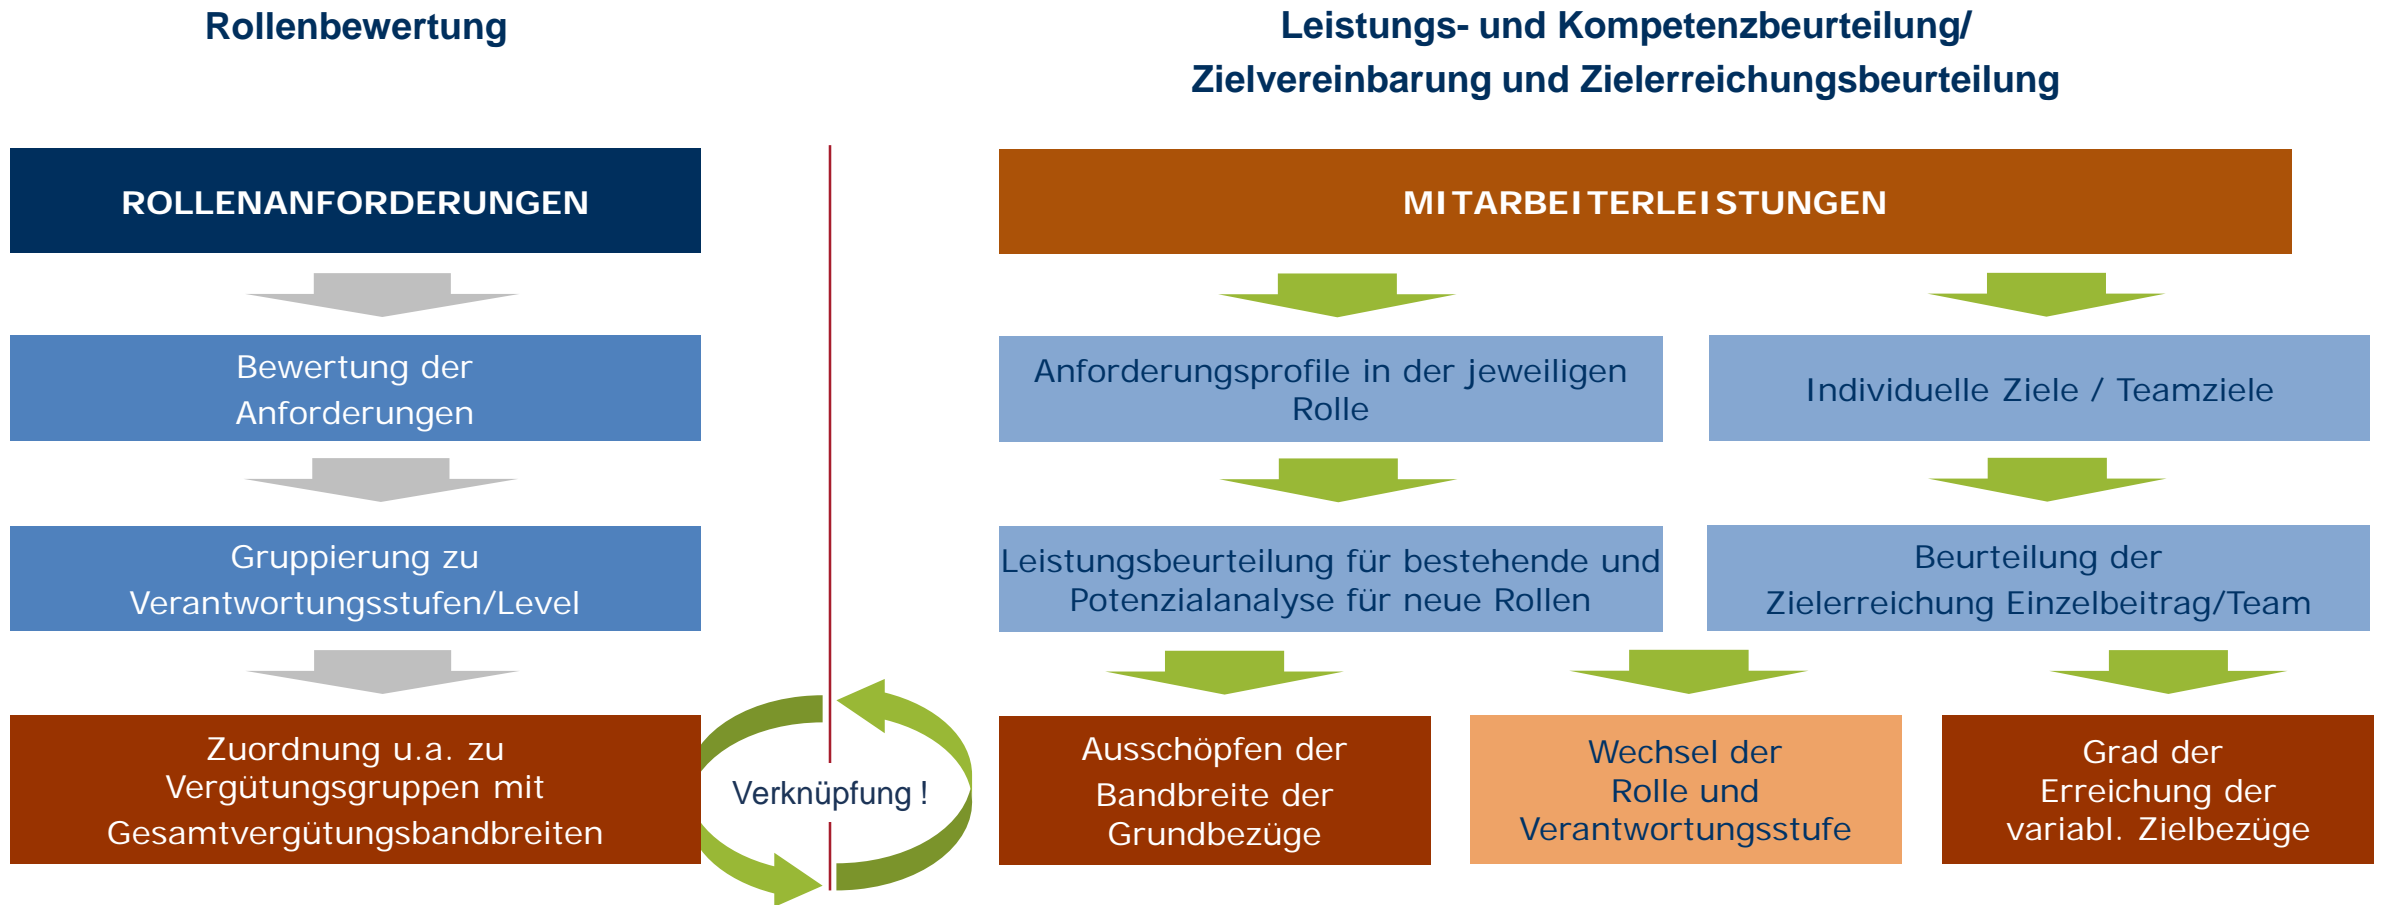 Rollenbewertung
Leistungs- und Kompetenzbeurteilung/
Zielvereinbarung und Zielerreichungsbeurteilung
ROLLENANFORDERUNGEN
Bewertung der
Anforderungen
Gruppierung zu
Verantwortungsstufen/Level
Zuordnung u.a. zu
Vergütungsgruppen mit
Gesamtvergütungsbandbreiten
Verknüpfung !
MITARBEITERLEISTUNGEN
Anforderungsprofile in der jeweiligen
Rolle
Individuelle Ziele / Teamziele
Leistungsbeurteilung für bestehende und
Potenzialanalyse für neue Rollen
Beurteilung der
Zielerreichung Einzelbeitrag/Team
Ausschöpfen der
Bandbreite der
Grundbezüge
Wechsel der
Rolle und
Verantwortungsstufe
Grad der
Erreichung der
variabl. Zielbezüge